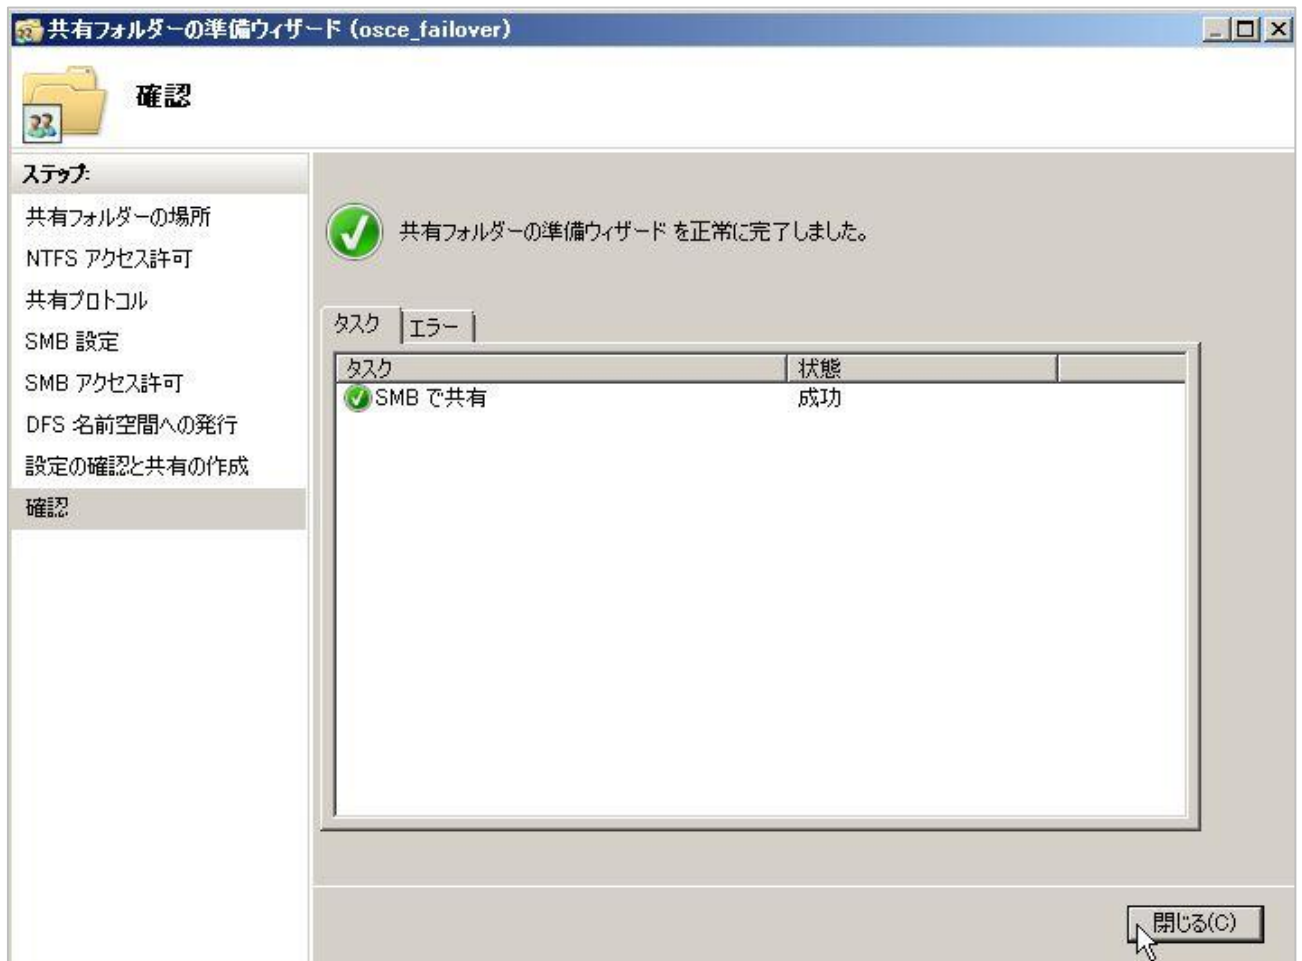 共有フォルダーの準備ウィザード (osce_failover)
確認
ステップ:
共有フォルダーの場所
NTFS アクセス許可
共有プロトコル
SMB 設定
SMB アクセス許可
DFS 名前空間への発行
設定の確認と共有の作成
確認
共有フォルダーの準備ウィザード を正常に完了しました。
タスク エラー
タスク 状態
SMB で共有 成功
閉じる(C)